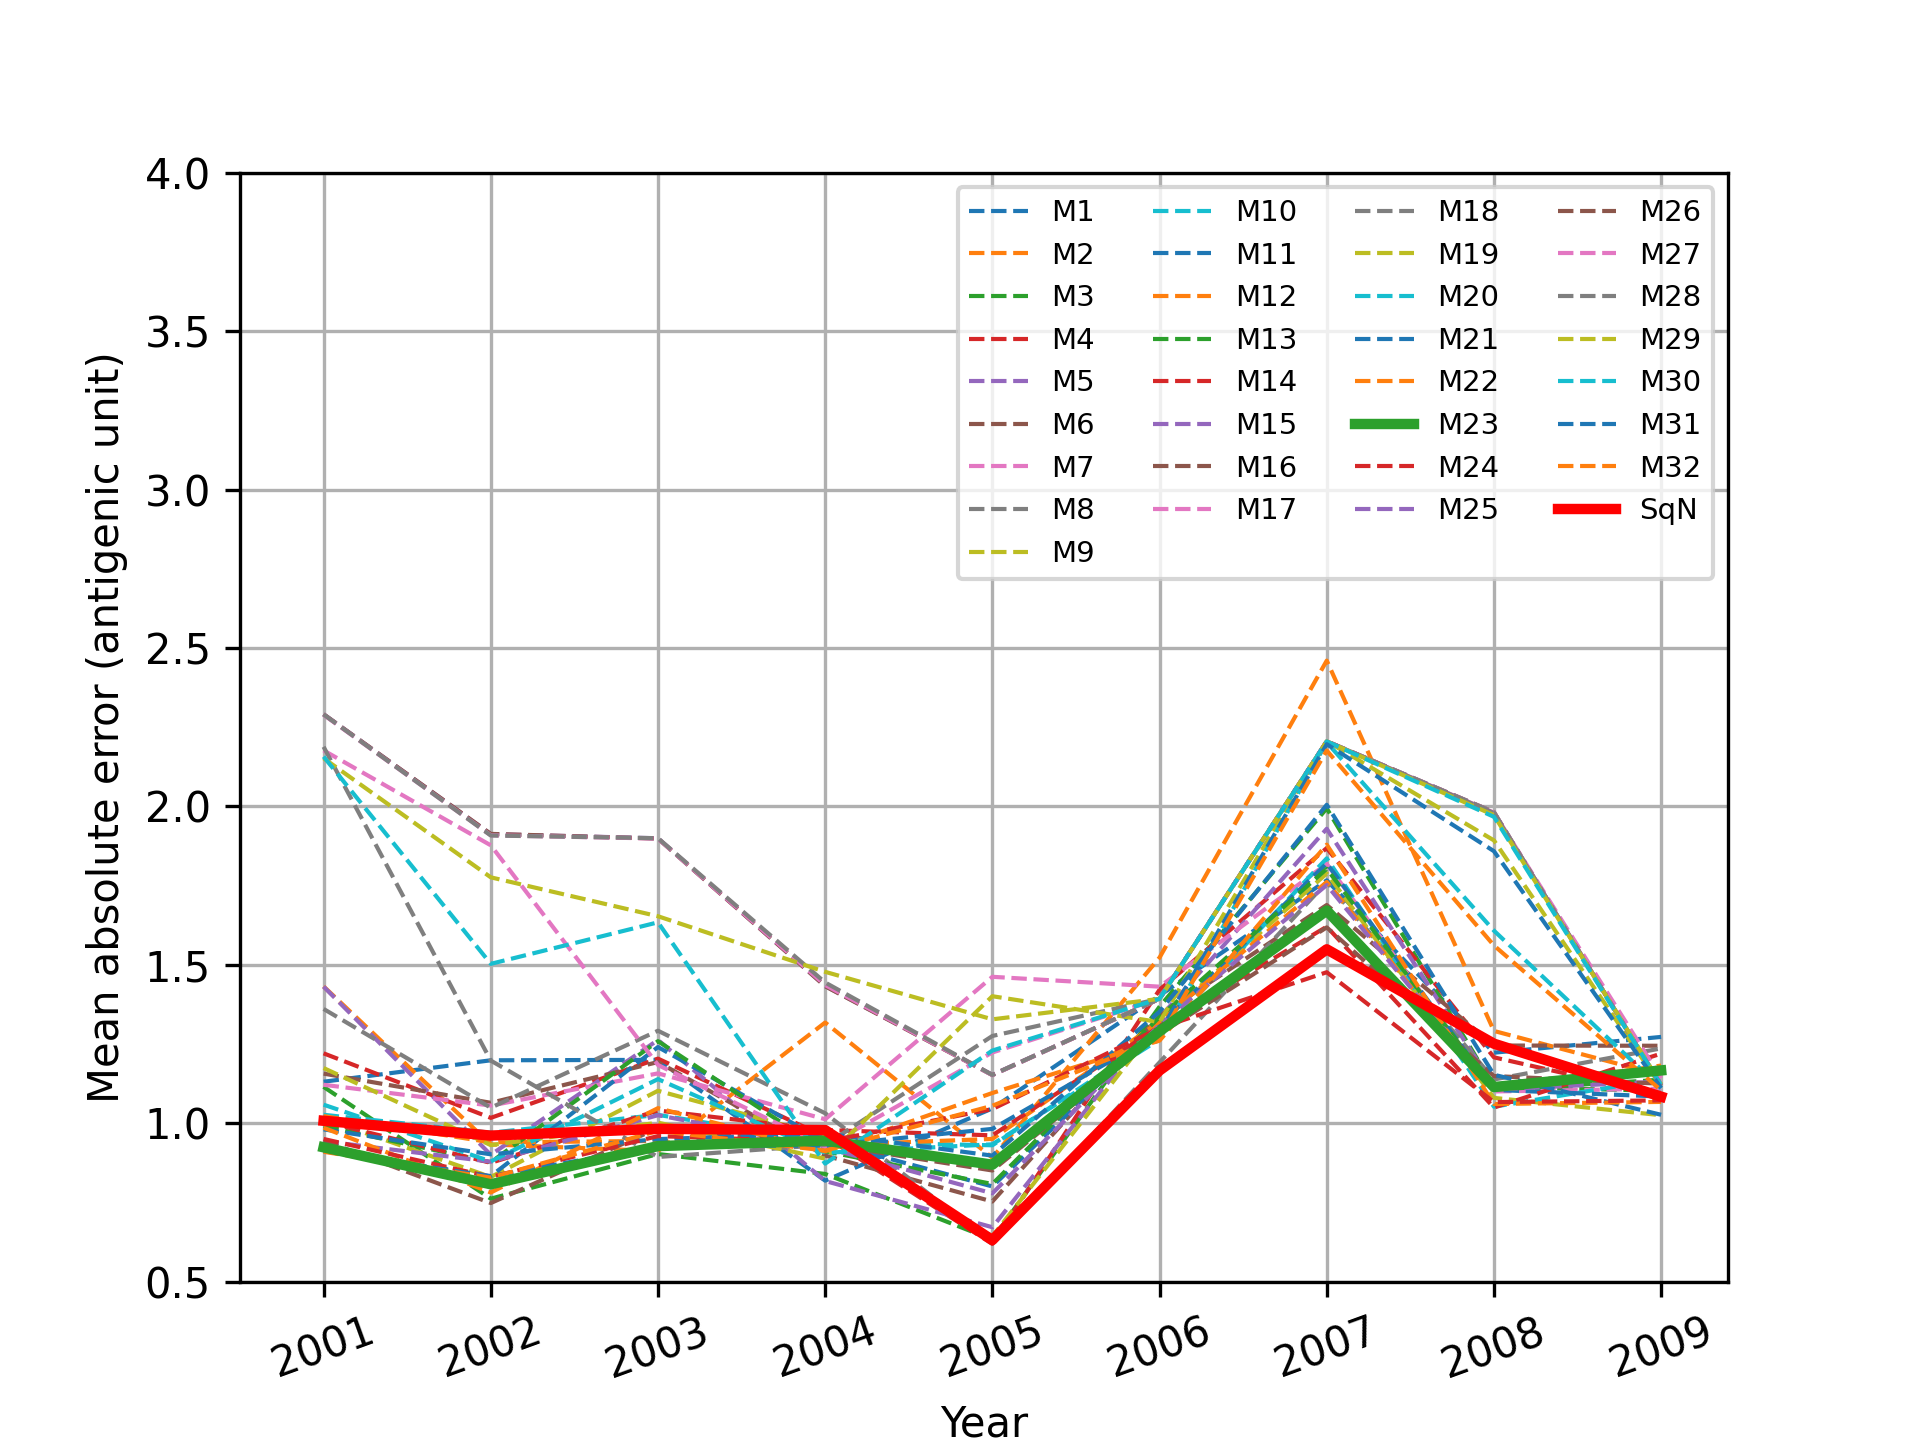 4.0
3.5
3.0
2.5
2.0
1.5
1.0
0.5
Mean absolute error (antigenic unit)
M1 M10 M18 M26
M2 M11 M19 M27
M3 M12 M20 M28
M4 M13 M21 M29
M5 M14 M22 M30
M6 M15 M23 M31
M7 M16 M24 M32
M8 M17 M25 SqN
M9
2001 2002 2003 2004 2005 2006 2007 2008 2009
Year